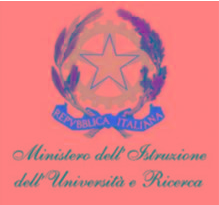 REPVBBLICA ITALIANA
Ministero dell'Istruzione
dell'Università e Ricerca